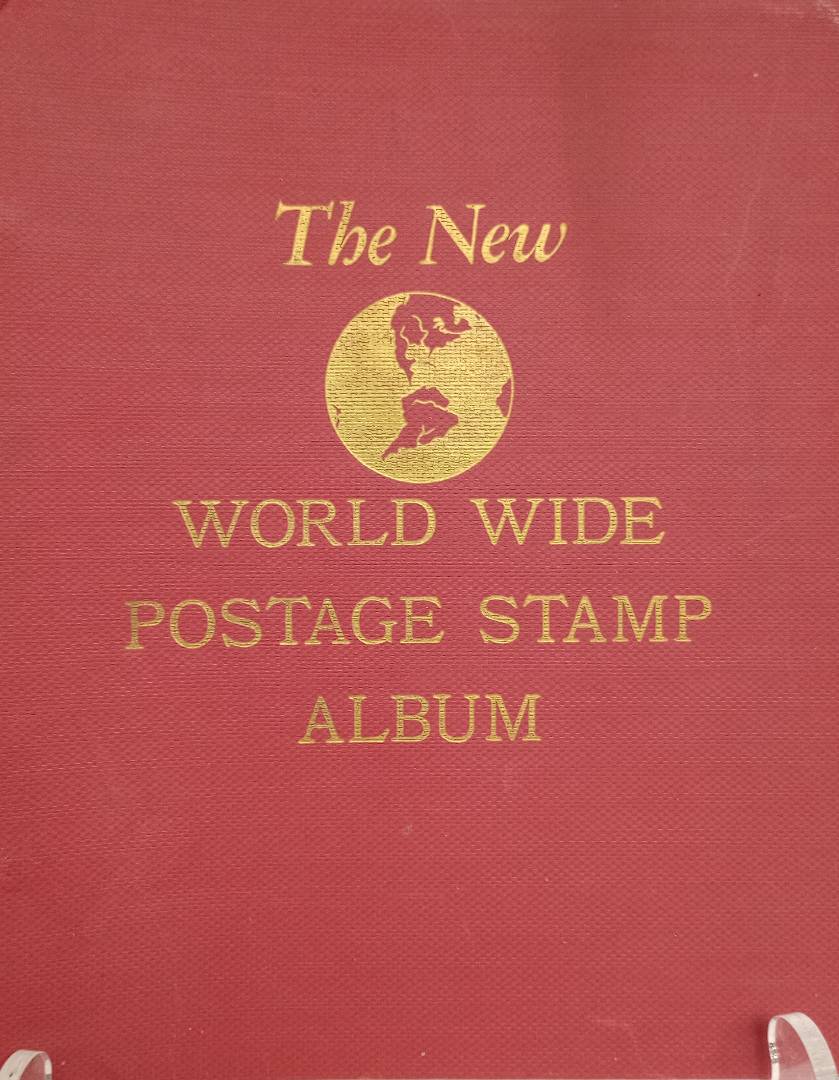 The New
WORLD WIDE
POSTAGE STAMP
ALBUM